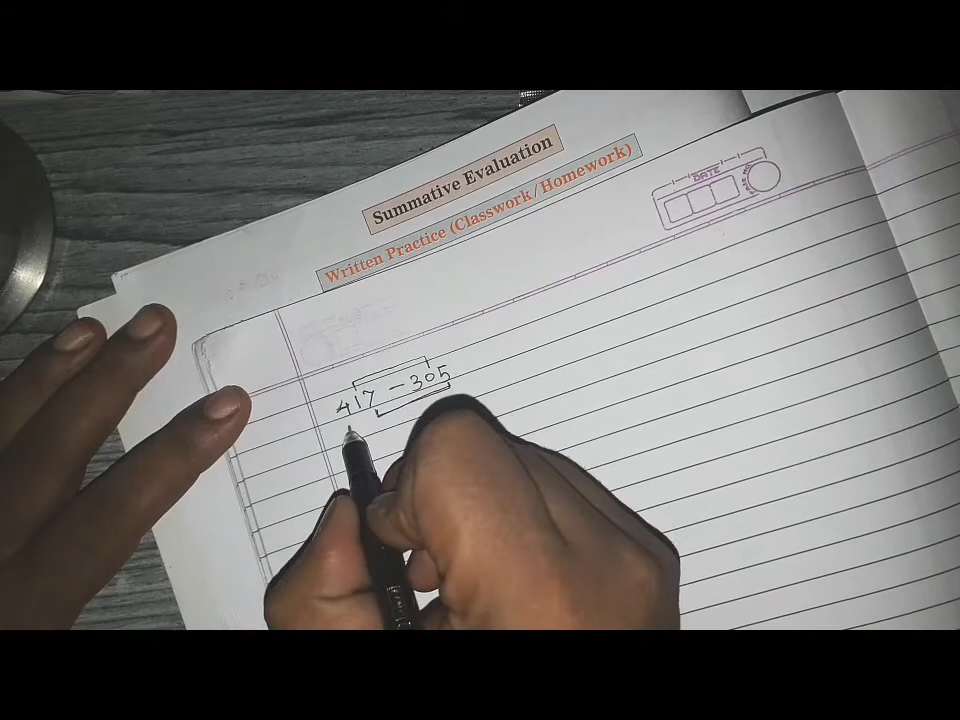 Summative Evaluation
Written Practice (Classwork/Homework)
DATE
417 - 305